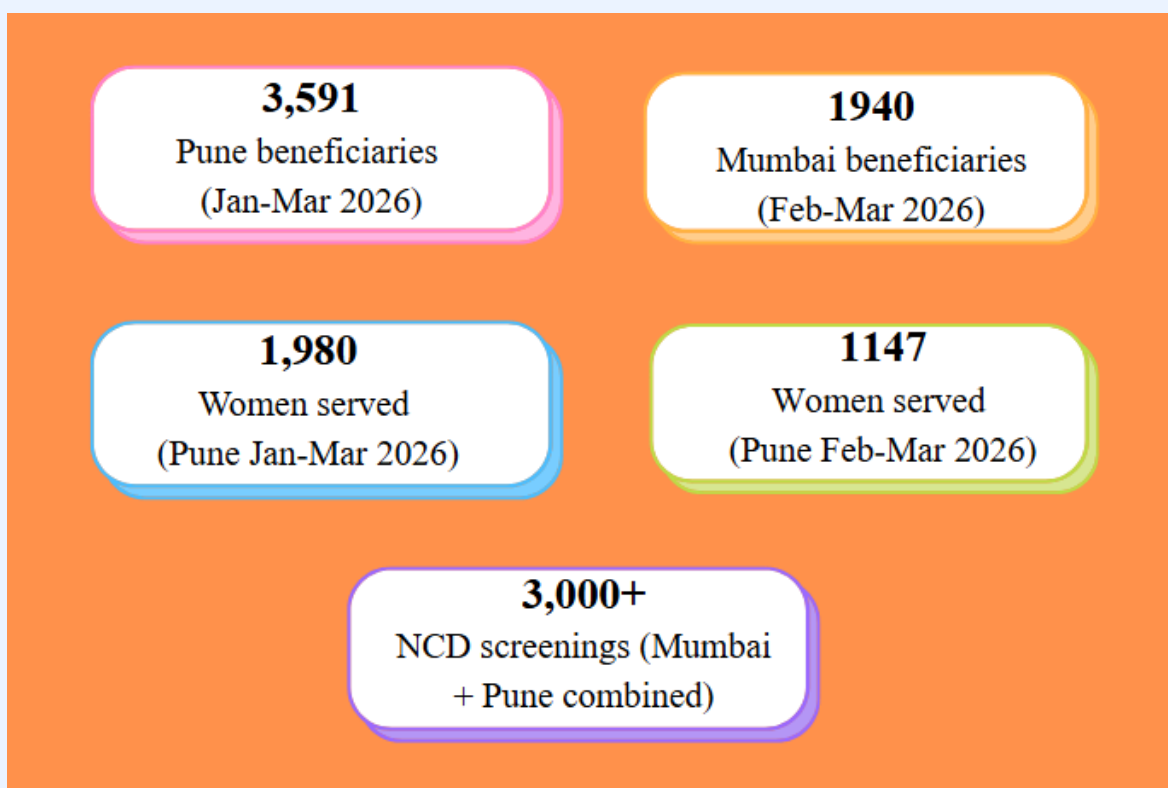 3,591
Pune beneficiaries
(Jan-Mar 2026)
1940
Mumbai beneficiaries
(Feb-Mar 2026)
1,980
Women served
(Pune Jan-Mar 2026)
1147
Women served
(Pune Feb-Mar 2026)
3,000+
NCD screenings (Mumbai
+ Pune combined)